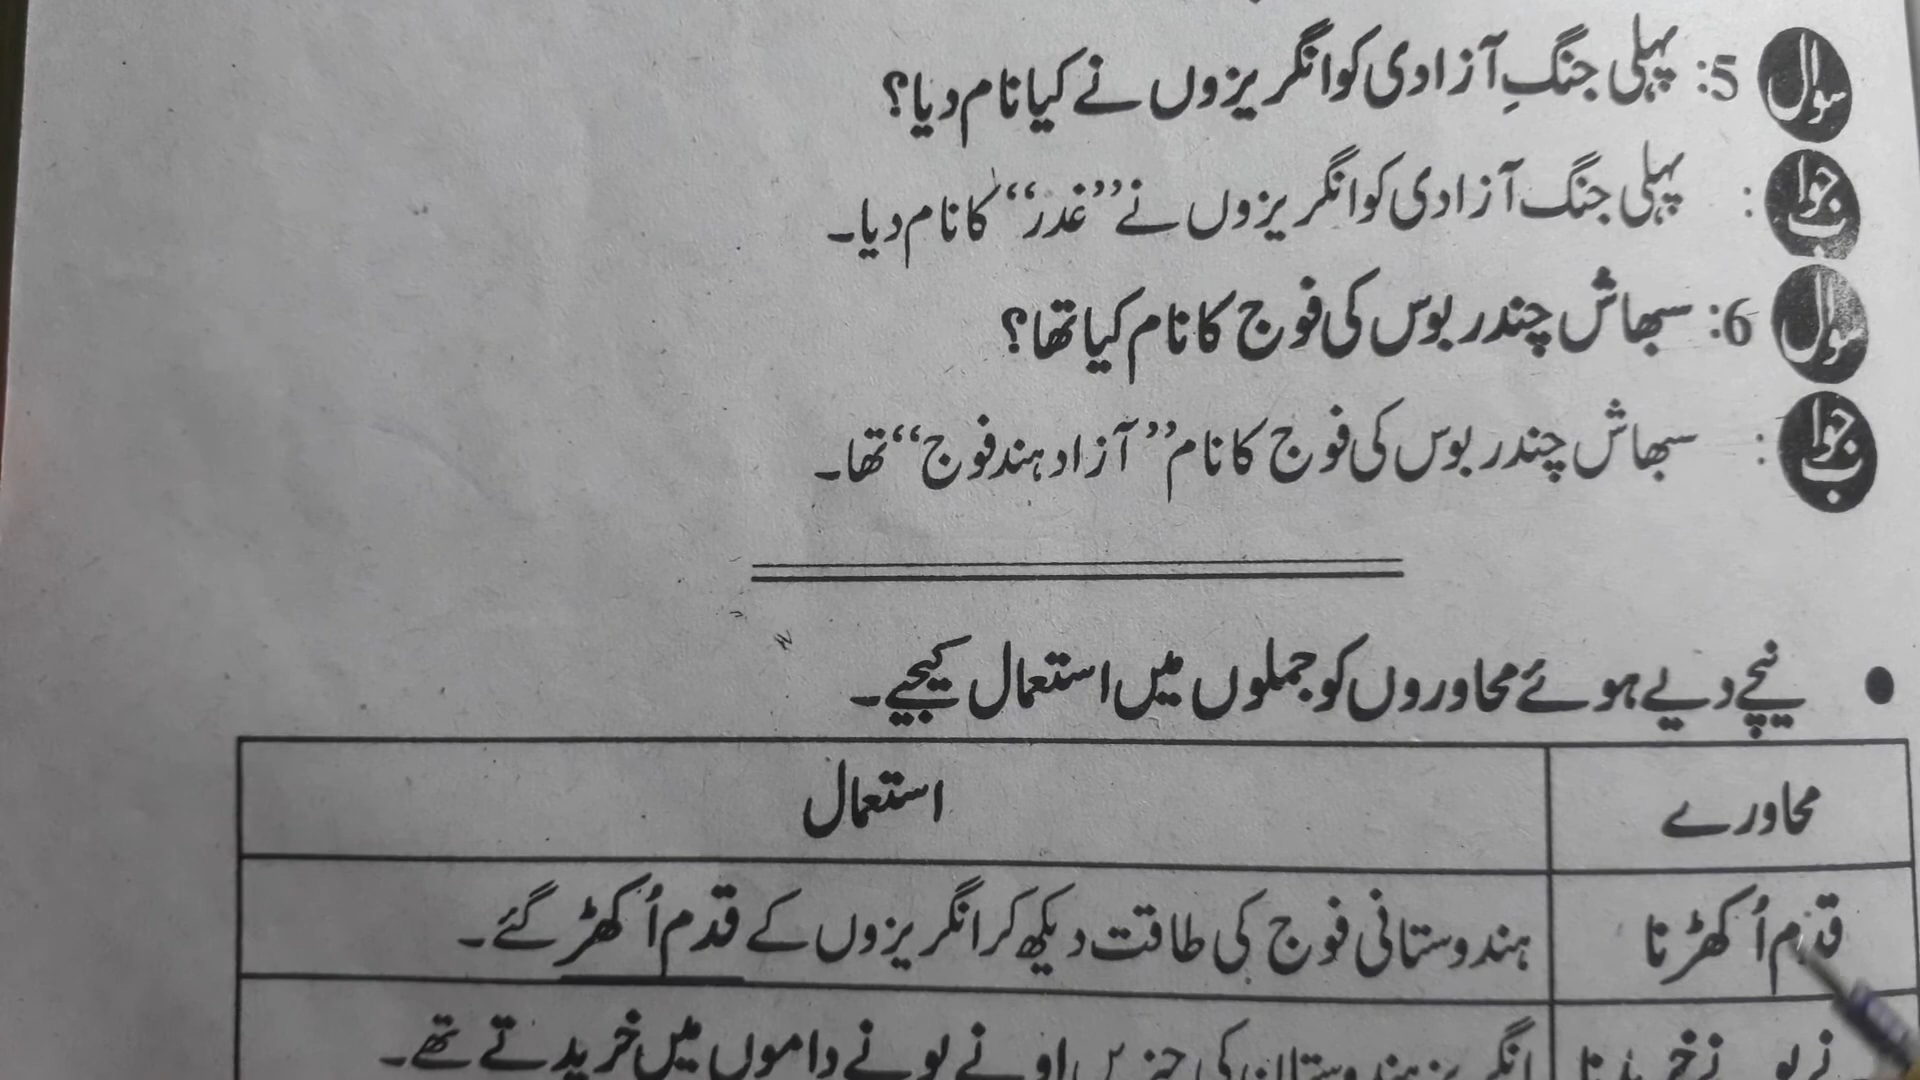 سوال 5: پہلی جنگِ آزادی کو انگریزوں نے کیا نام دیا؟
جواب : پہلی جنگ آزادی کو انگریزوں نے ”غدر“ کا نام دیا۔
سوال 6: سبھاش چندر بوس کی فوج کا نام کیا تھا؟
جواب : سبھاش چندر بوس کی فوج کا نام ”آزاد ہند فوج“ تھا۔
● نیچے دیے ہوئے محاوروں کو جملوں میں استعمال کیجیے۔
محاورے استعمال
قدم اُکھڑنا ہندوستانی فوج کی طاقت دیکھ کر انگریزوں کے قدم اُکھڑ گئے۔
خریدنا انگریز ہندوستان کی چیزیں اونے پونے داموں میں خریدتے تھے۔